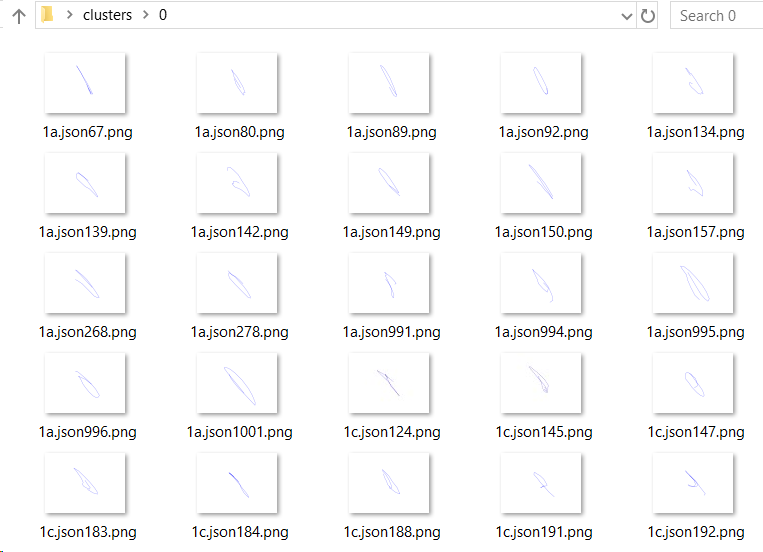 clusters 0 Search 0
1a.json67.png 1a.json80.png 1a.json89.png 1a.json92.png 1a.json134.png
1a.json139.png 1a.json142.png 1a.json149.png 1a.json150.png 1a.json157.png
1a.json268.png 1a.json278.png 1a.json991.png 1a.json994.png 1a.json995.png
1a.json996.png 1a.json1001.png 1c.json124.png 1c.json145.png 1c.json147.png
1c.json183.png 1c.json184.png 1c.json188.png 1c.json191.png 1c.json192.png